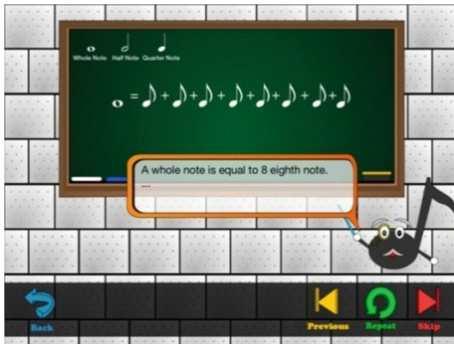 Whole Note Half Note Quarter Note
= + + + + + + +
A whole note is equal to 8 eighth note.
...
Back Previous Repeat Skip